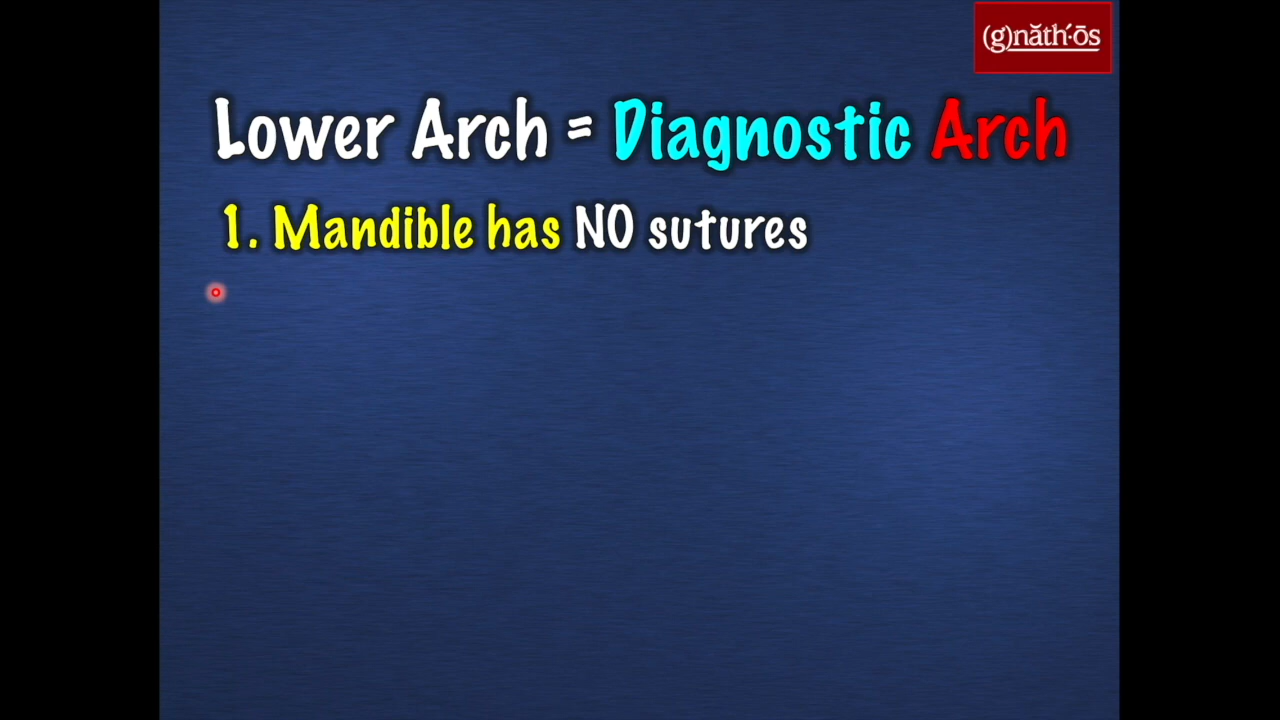 (g)năth′·ōs
Lower Arch = Diagnostic Arch
1. Mandible has NO sutures